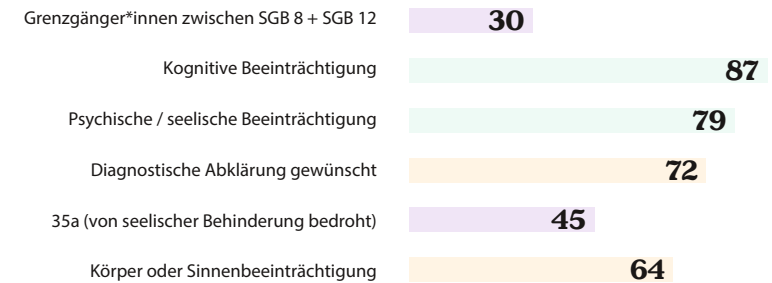 Grenzgänger*innen zwischen SGB 8 + SGB 12 30
Kognitive Beeinträchtigung 87
Psychische / seelische Beeinträchtigung 79
Diagnostische Abklärung gewünscht 72
35a (von seelischer Behinderung bedroht) 45
Körper oder Sinnenbeeinträchtigung 64